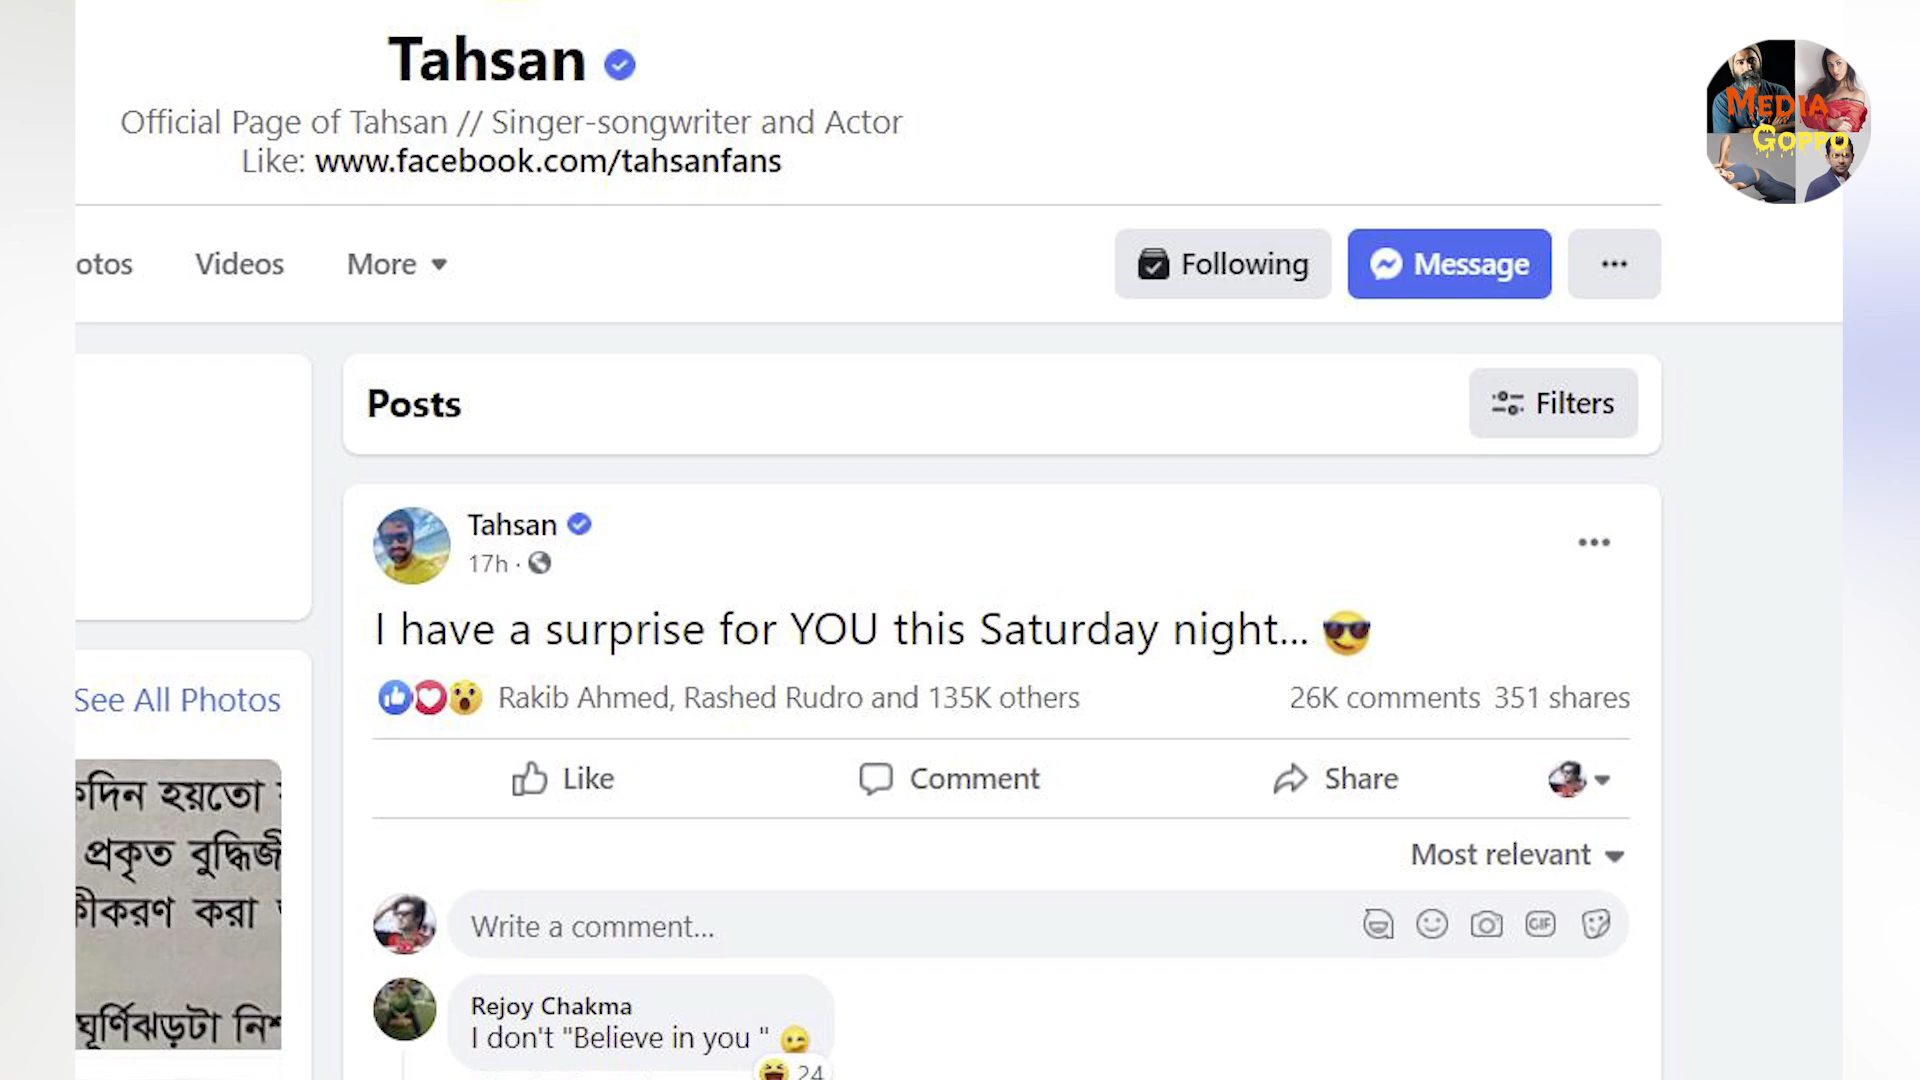 Tahsan
Official Page of Tahsan // Singer-songwriter and Actor
Like: www.facebook.com/tahsanfans
MEDIA
GOPPO
otos Videos More Following Message
Posts
Filters
Tahsan
17h ·
I have a surprise for YOU this Saturday night... 😎
Rakib Ahmed, Rashed Rudro and 135K others 26K comments 351 shares
See All Photos
Like Comment Share
Most relevant
Write a comment...
GIF
Rejoy Chakma
I don't "Believe in you " 😉
24
দিন হয়তো
প্রকৃত বুদ্ধিজী
করণ করা
ঘূর্ণিঝড়টা